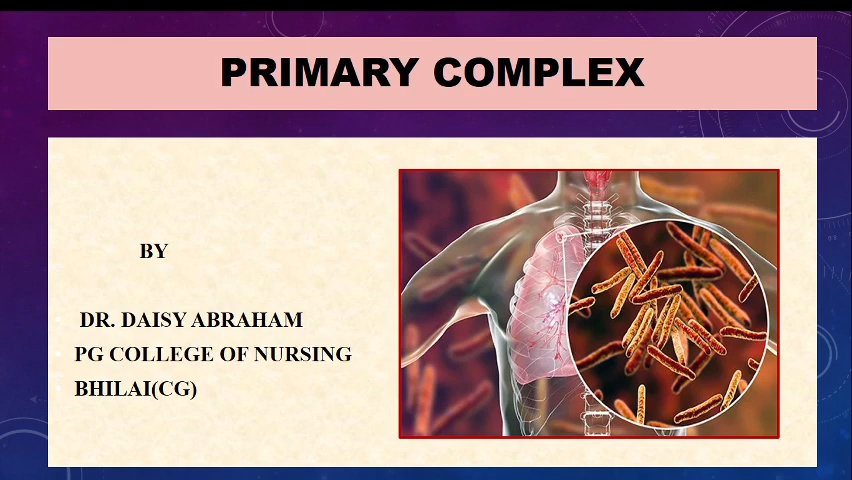 PRIMARY COMPLEX
BY
DR. DAISY ABRAHAM
PG COLLEGE OF NURSING
BHILAI(CG)